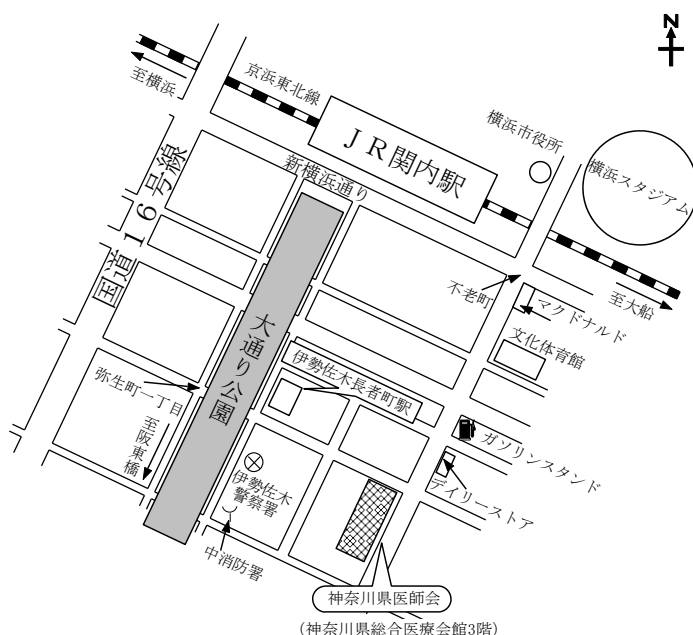 N
至横浜
京浜東北線
JR関内駅
横浜市役所
横浜スタジアム
新横浜通り
国道16号線
不老町
至大船
マクドナルド
文化体育館
大通り公園
伊勢佐木長者町駅
弥生町一丁目
至阪東橋
ガソリンスタンド
デイリーストア
伊勢佐木
警察署
中消防署
神奈川県医師会
(神奈川県総合医療会館3階)